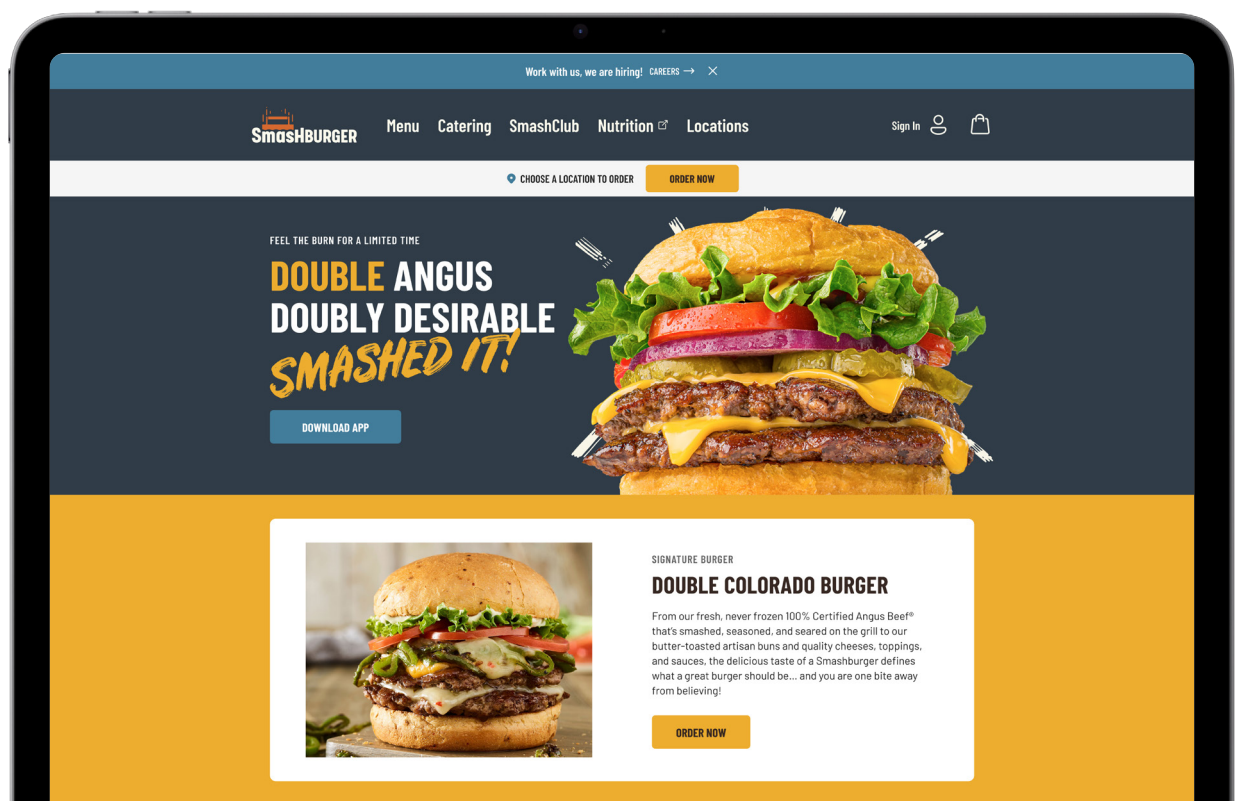 Work with us, we are hiring! CAREERS →
SmasHBURGER
Menu Catering SmashClub Nutrition Locations
Sign In
CHOOSE A LOCATION TO ORDER
ORDER NOW
FEEL THE BURN FOR A LIMITED TIME
DOUBLE ANGUS
DOUBLY DESIRABLE
SMASHED IT!
DOWNLOAD APP
SIGNATURE BURGER
DOUBLE COLORADO BURGER
From our fresh, never frozen 100% Certified Angus Beef®
that's smashed, seasoned, and seared on the grill to our
butter-toasted artisan buns and quality cheeses, toppings,
and sauces, the delicious taste of a Smashburger defines
what a great burger should be... and you are one bite away
from believing!
ORDER NOW